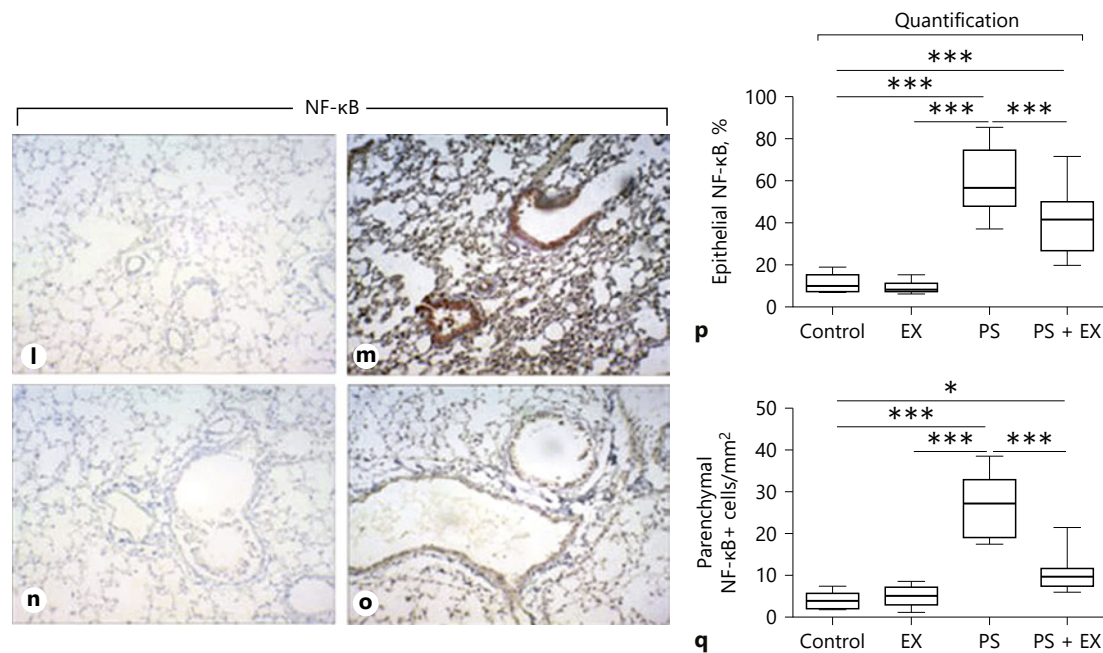 NF-κB
l
m
n
o
Quantification
***
***
*** ***
Epithelial NF-κB, %
100
80
60
40
20
0
Control EX PS PS + EX
p
*
***
*** ***
Parenchymal
NF-κB+ cells/mm²
50
40
30
20
10
0
Control EX PS PS + EX
q